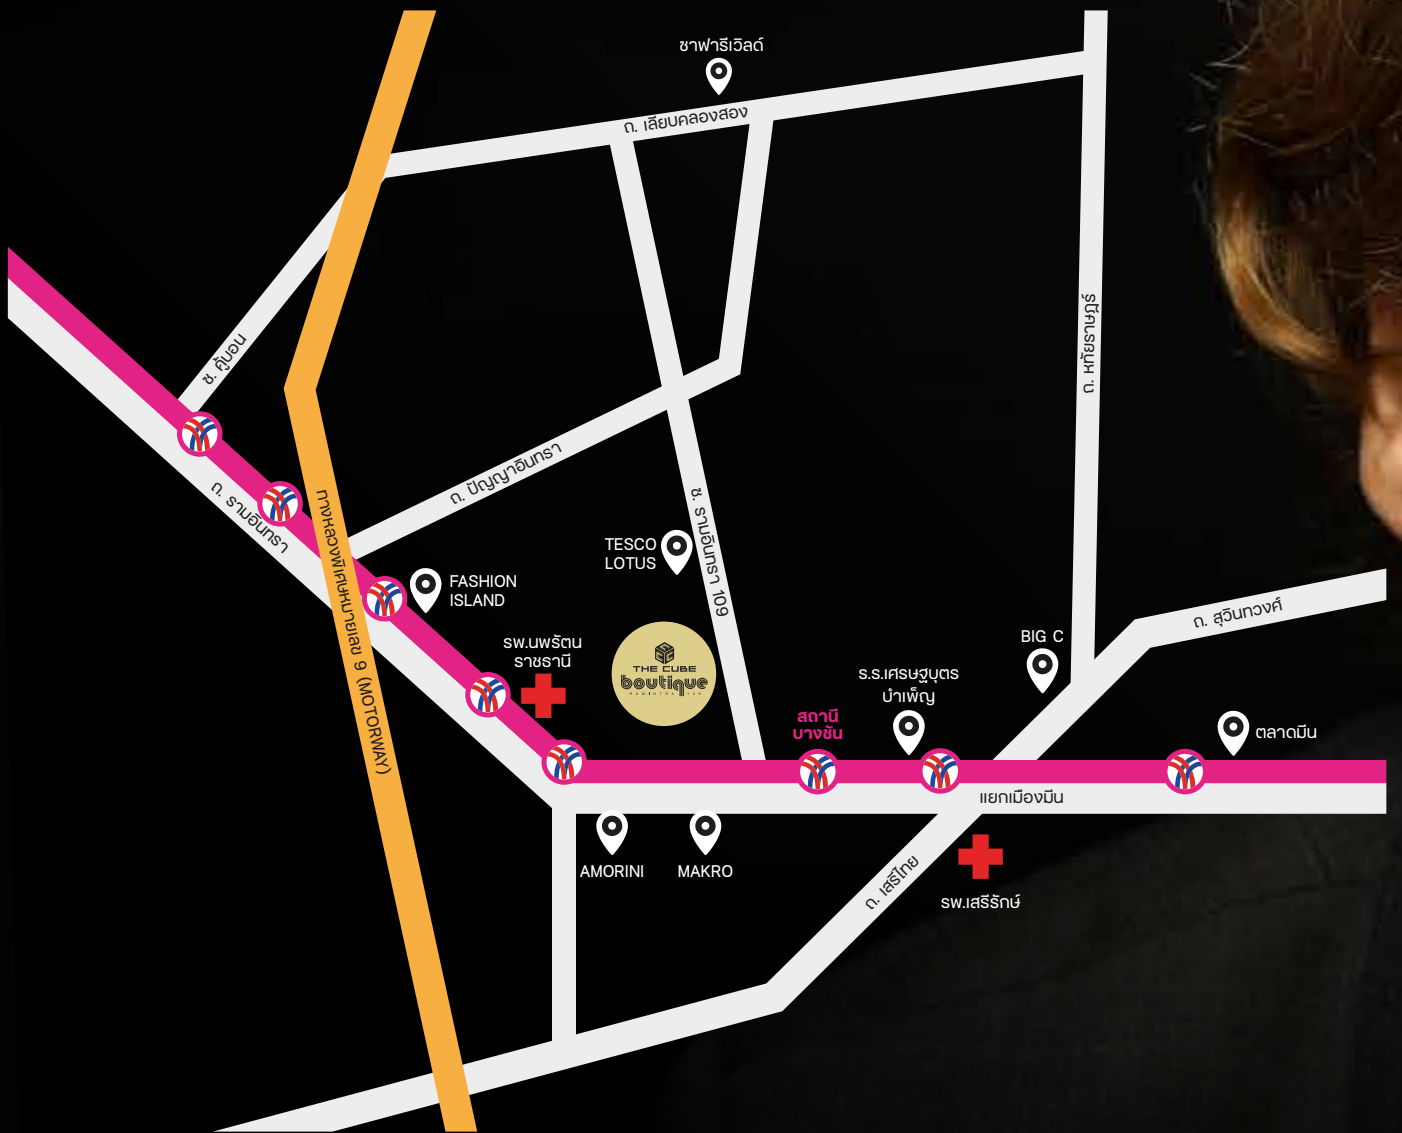 ซาฟารีเวิลด์
ถ. เลียบคลองสอง
ซ. คู้บอน
ถ. หทัยราษฎร์
ถ. รามอินทรา
ทางหลวงพิเศษหมายเลข 9 (MOTORWAY)
ถ. ปัญญาอินทรา
ซ. รามอินทรา 109
TESCO
LOTUS
FASHION
ISLAND
รพ.นพรัตน
ราชธานี
THE CUBE
boutique
ถ. สุวินทวงศ์
BIG C
ร.ร.เศรษฐบุตร
บำเพ็ญ
สถานี
บางชัน
ตลาดมีน
แยกเมืองมีน
AMORINI
MAKRO
ถ. เสรีไทย
รพ.เสรีรักษ์